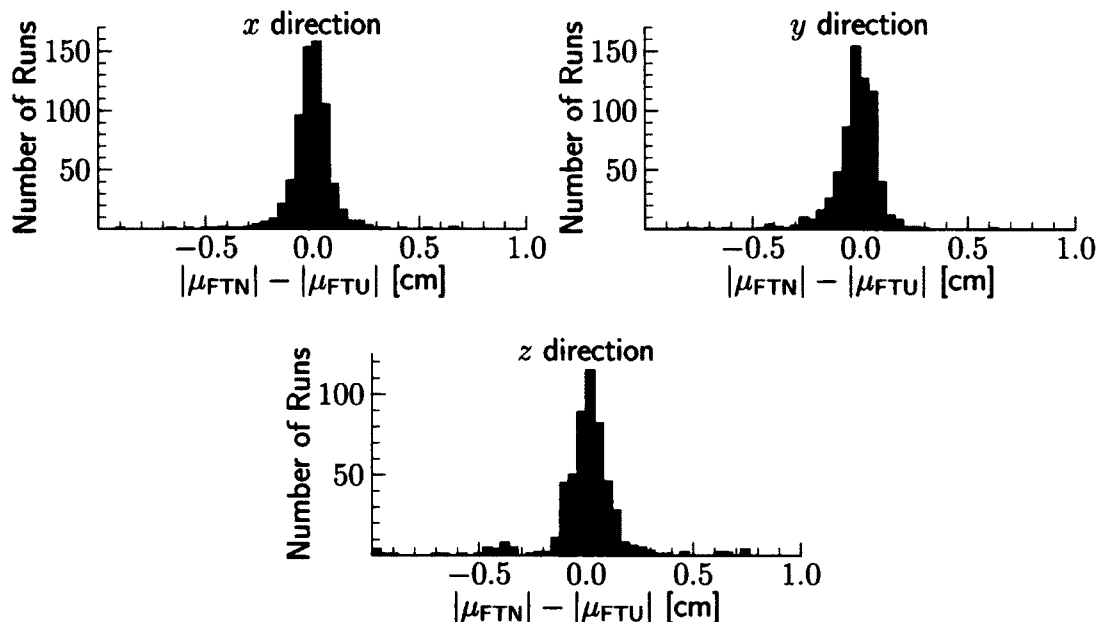 x direction
y direction
Number of Runs
150
100
50
−0.5 0.0 0.5 1.0
|μFTN| − |μFTU| [cm]
Number of Runs
150
100
50
−0.5 0.0 0.5 1.0
|μFTN| − |μFTU| [cm]
z direction
Number of Runs
100
50
−0.5 0.0 0.5 1.0
|μFTN| − |μFTU| [cm]